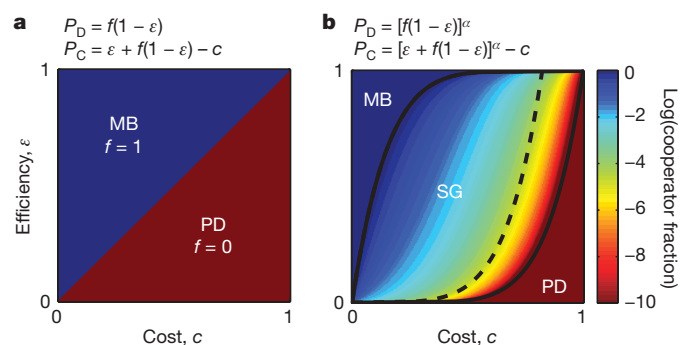 a
P_D = f(1 − ε)
P_C = ε + f(1 − ε) − c
1
MB
f = 1
PD
f = 0
Efficiency, ε
0
0
1
Cost, c
b
P_D = [f(1 − ε)]^α
P_C = [ε + f(1 − ε)]^α − c
1
MB
SG
PD
0
0
1
Cost, c
0
−2
−4
−6
−8
−10
Log(cooperator fraction)